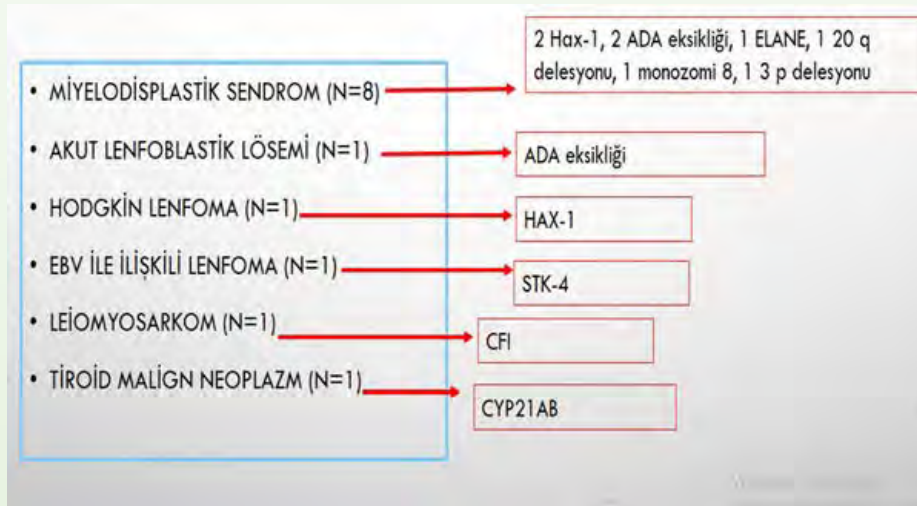 2 Hax-1, 2 ADA eksikliği, 1 ELANE, 1 20 q
delesyonu, 1 monozomi 8, 1 3 p delesyonu
• MİYELODİSPLASTİK SENDROM (N=8)
• AKUT LENFOBLASTİK LÖSEMİ (N=1)
ADA eksikliği
• HODGKİN LENFOMA (N=1)
HAX-1
• EBV İLE İLİŞKİLİ LENFOMA (N=1)
STK-4
• LEİOMYOSARKOM (N=1)
CFI
• TİROİD MALİGN NEOPLAZM (N=1)
CYP21AB